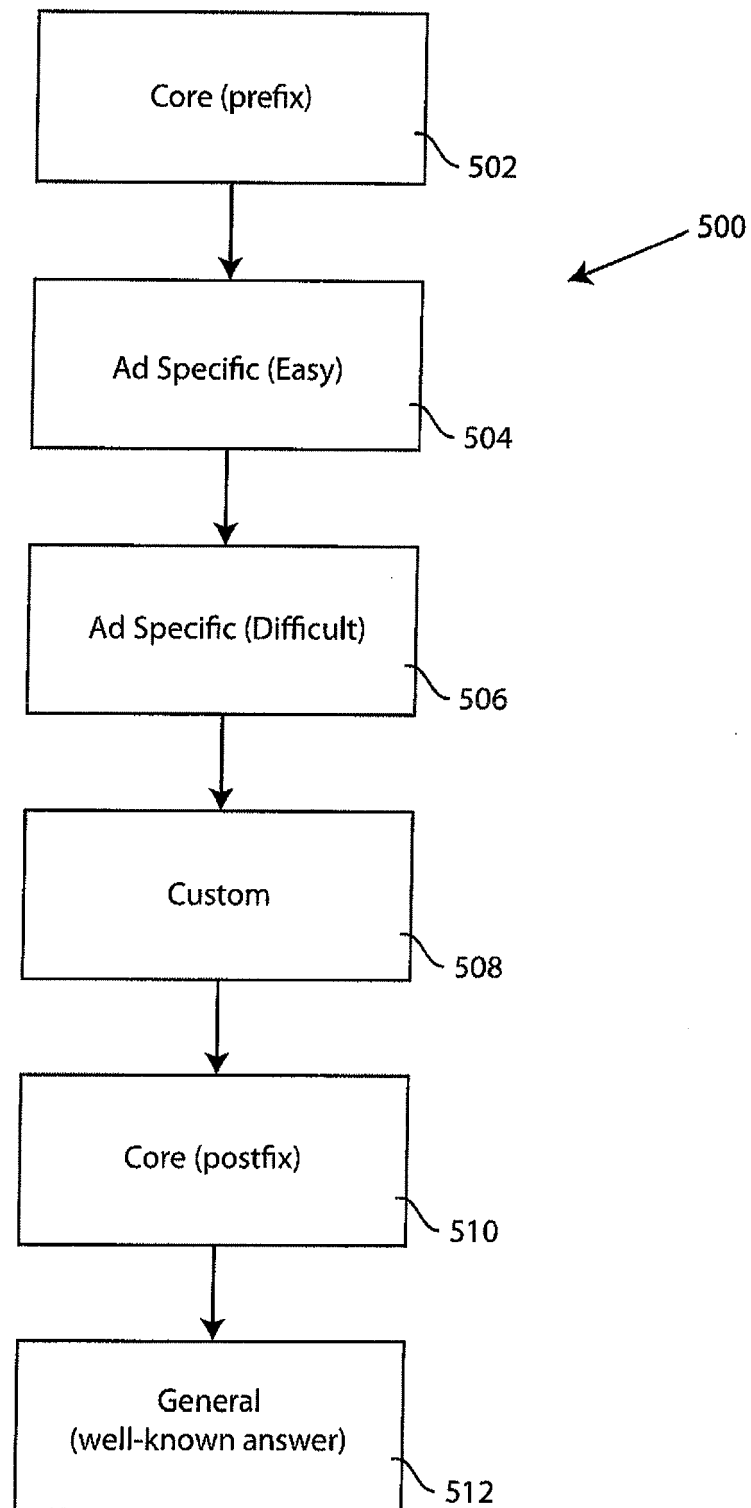 Core (prefix)
502
500
Ad Specific (Easy)
504
Ad Specific (Difficult)
506
Custom
508
Core (postfix)
510
General
(well-known answer)
512